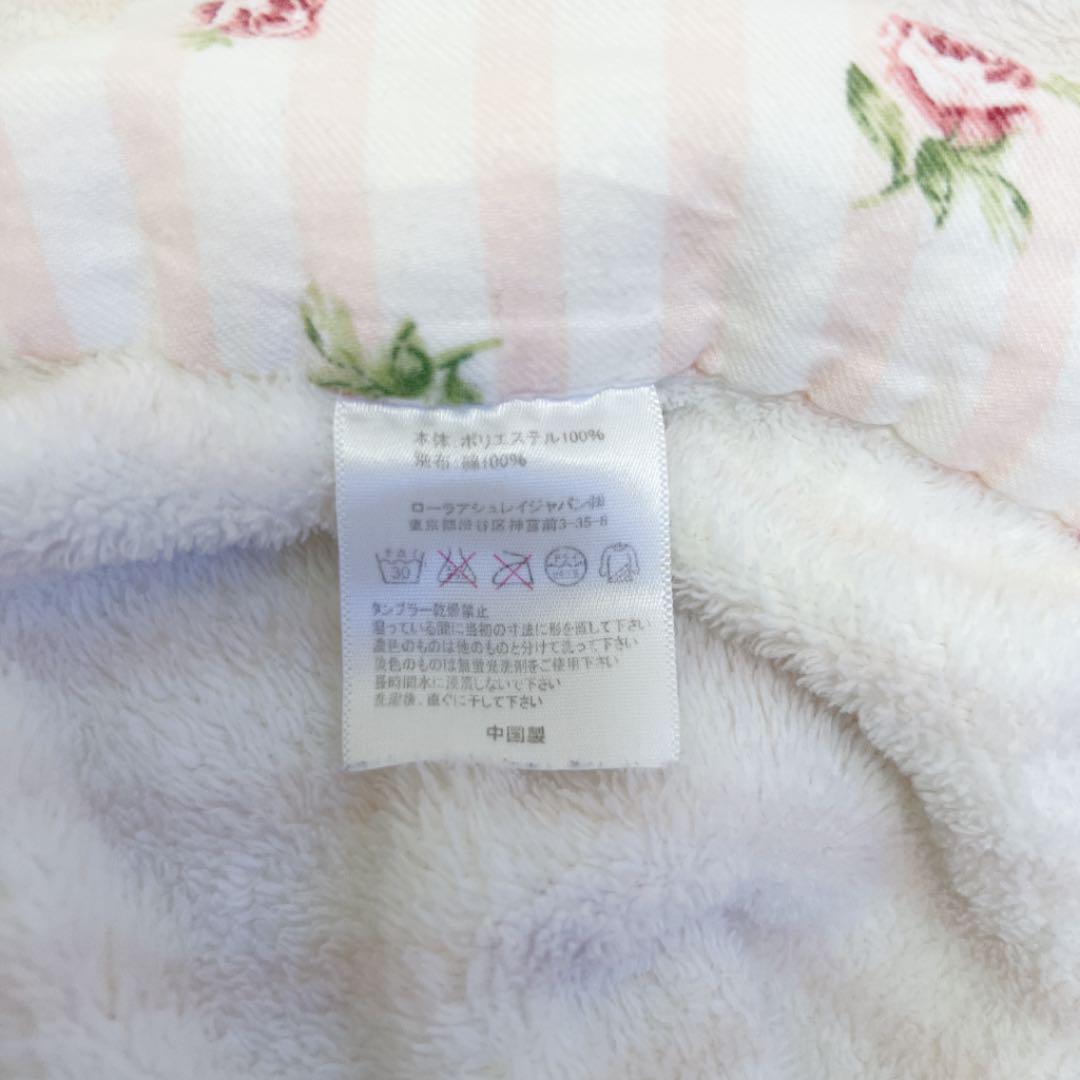 本体 ポリエステル100%
綿100%
ローラアシュレイジャパン㈱
東京都渋谷区神宮前3-35-8
30
タンブラー乾燥禁止
湿っている間に当初の寸法に形を直して下さい
濃色のものは他のものと分けて洗って下さい
淡色のものは無蛍光洗剤をご使用下さい
長時間水に浸漬しないで下さい
洗濯後、直ぐに干して下さい
中国製